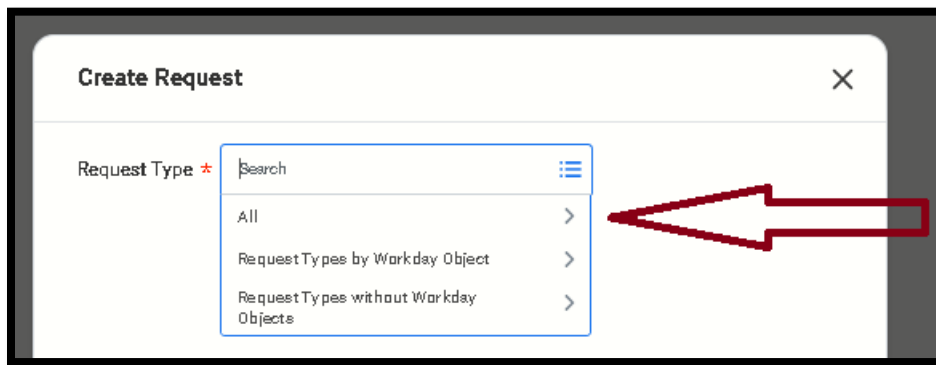 Create Request
Request Type *
Search
All
Request Types by Workday Object
Request Types without Workday
Objects